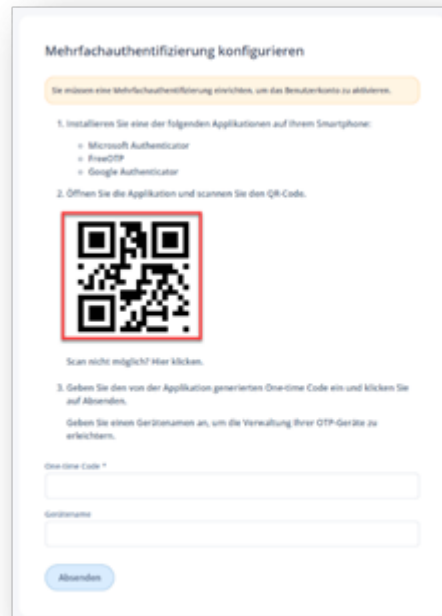 Mehrfachauthentifizierung konfigurieren
Sie müssen eine Mehrfachauthentifizierung einrichten, um das Benutzerkonto zu aktivieren.
1. Installieren Sie eine der folgenden Applikationen auf Ihrem Smartphone:
Microsoft Authenticator
FreeOTP
Google Authenticator
2. Öffnen Sie die Applikation und scannen Sie den QR-Code.
Scan nicht möglich? Hier klicken.
3. Geben Sie den von der Applikation generierten One-time Code ein und klicken Sie
auf Absenden.
Geben Sie einen Gerätenamen an, um die Verwaltung Ihrer OTP-Geräte zu
erleichtern.
One-time Code *
Gerätename
Absenden